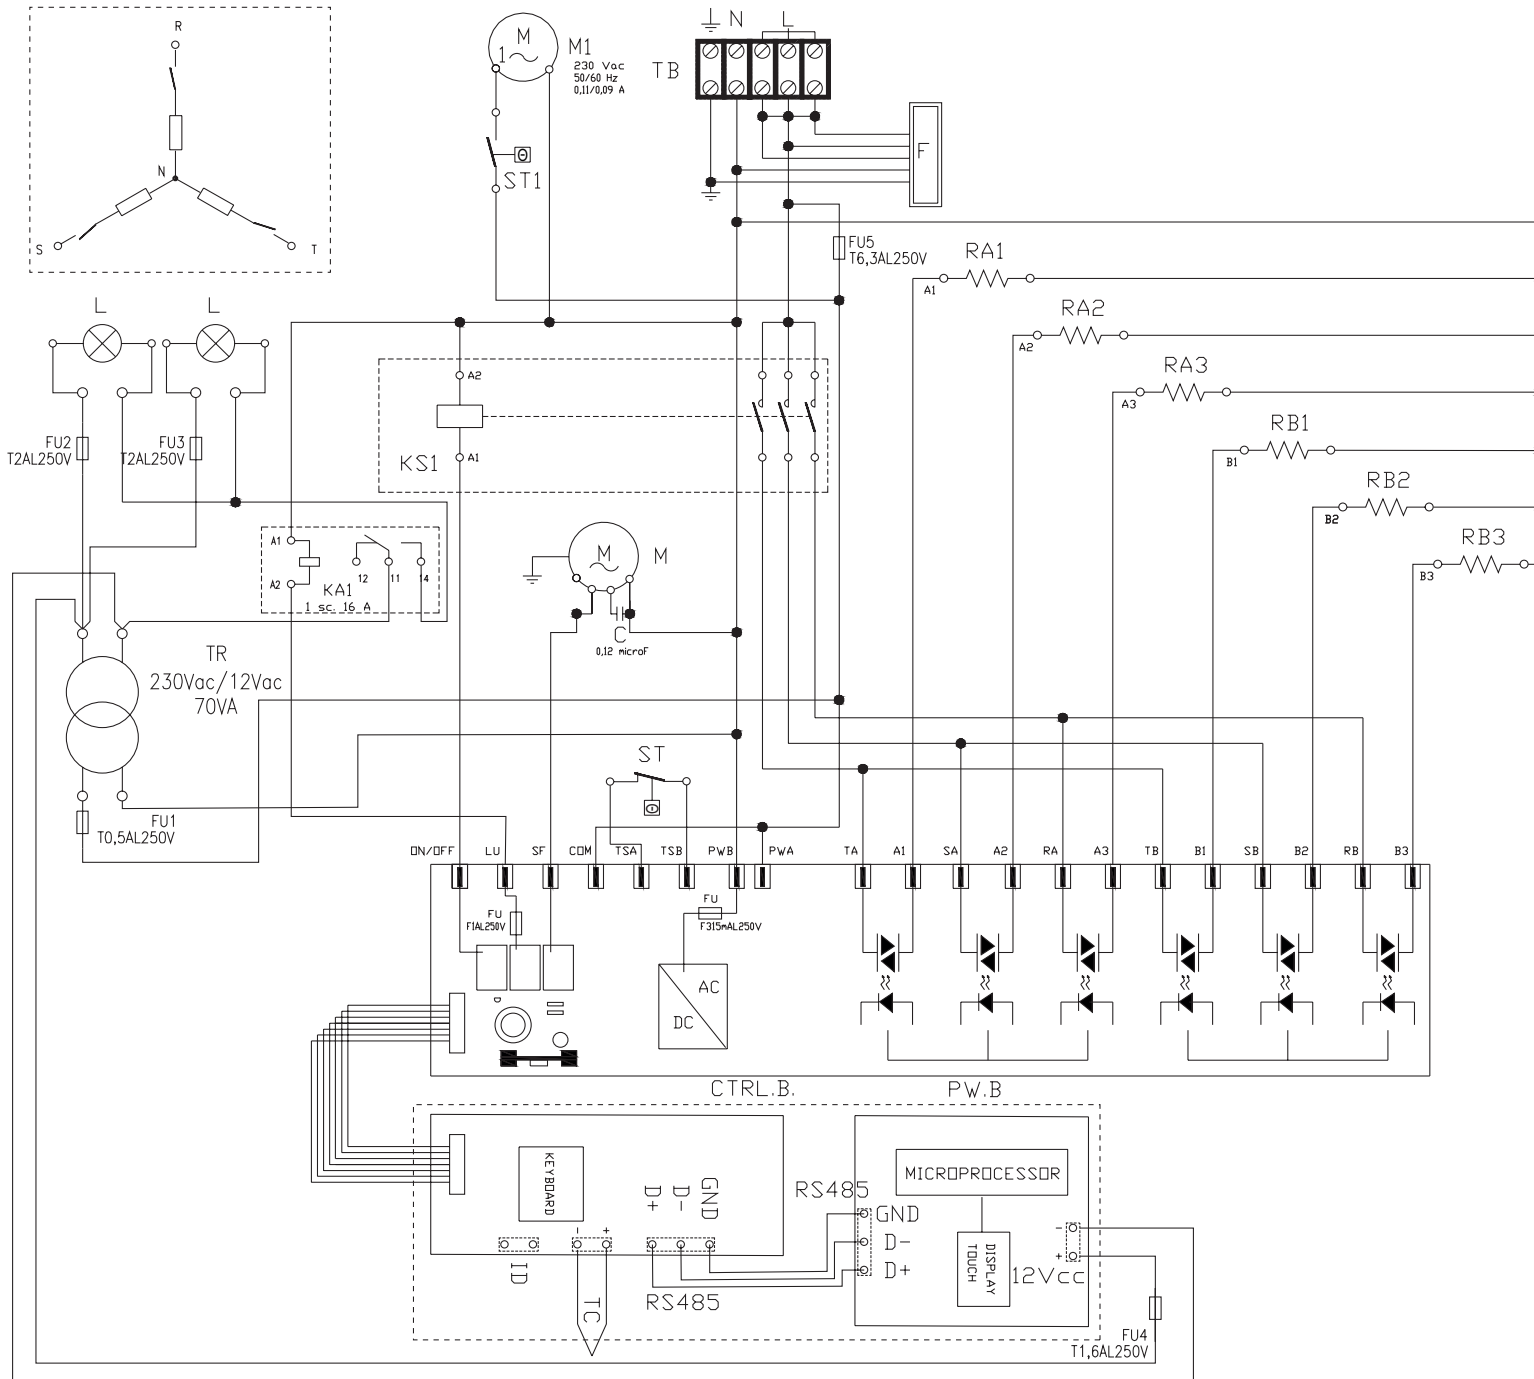 R
N
S
T
M
1
M1
230 Vac
50/60 Hz
0,11/0,09 A
ST1
N
L
TB
F
FU5
T6,3AL250V
A1
RA1
A2
RA2
A3
RA3
B1
RB1
B2
RB2
B3
RB3
L
L
FU2
T2AL250V
FU3
T2AL250V
A2
KS1
A1
A1
A2
KA1
12
11
14
1 sc. 16 A
M
M
C
0,12 microF
TR
230Vac/12Vac
70VA
FU1
T0,5AL250V
ST
ON/OFF
LU
SF
COM
TSA
TSB
PWB
PWA
TA
A1
SA
A2
RA
A3
TB
B1
SB
B2
RB
B3
FU
F1AL250V
FU
F315mAL250V
AC
DC
CTRL.B.
PW.B
KEYBOARD
D+
D-
GND
ID
-
+
TC
RS485
RS485
GND
D-
D+
MICROPROCESSOR
DISPLAY
TOUCH
-
+
12Vcc
FU4
T1,6AL250V